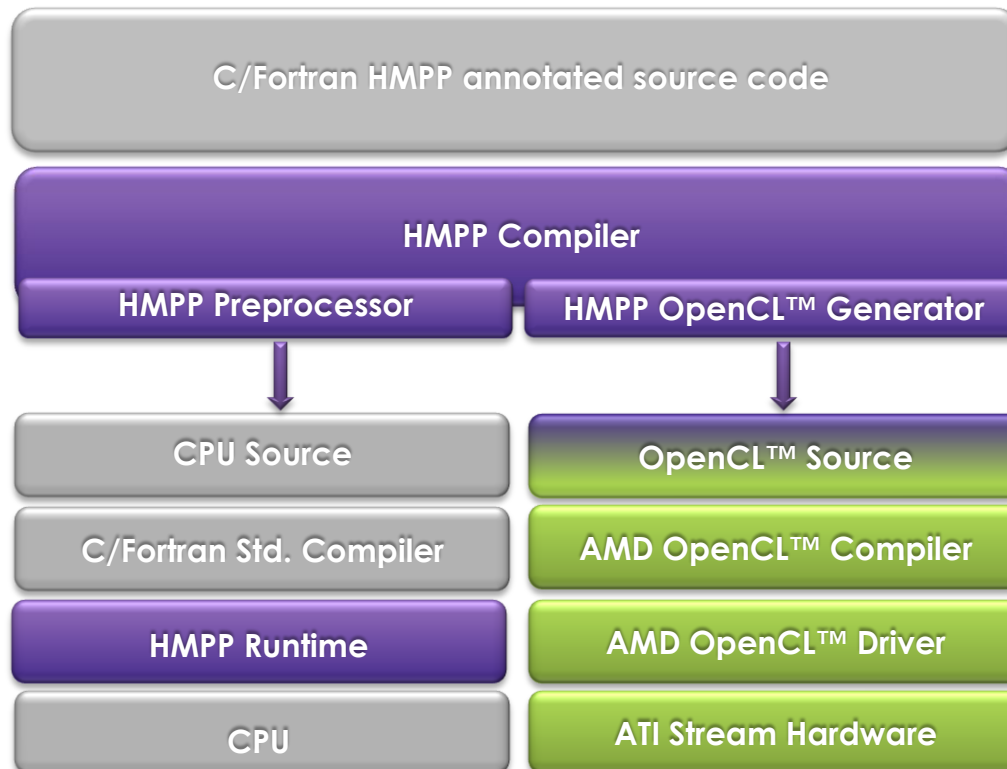 C/Fortran HMPP annotated source code
HMPP Compiler
HMPP Preprocessor
HMPP OpenCL™ Generator
CPU Source
OpenCL™ Source
C/Fortran Std. Compiler
AMD OpenCL™ Compiler
HMPP Runtime
AMD OpenCL™ Driver
CPU
ATI Stream Hardware